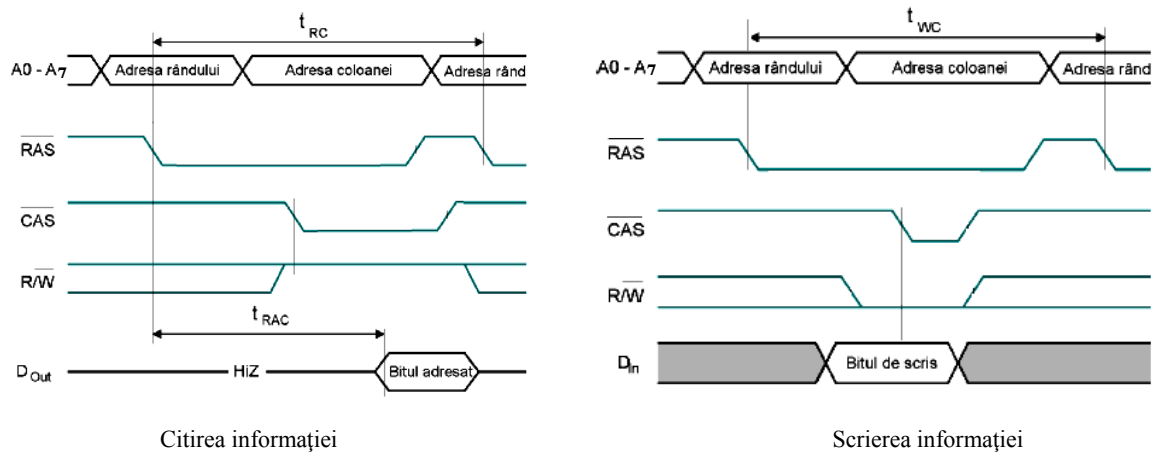 t RC
A0 - A7 Adresa rândului Adresa coloanei Adresa rând
RAS
CAS
R/W
t RAC
D Out HiZ Bitul adresat
Citirea informaţiei
t WC
A0 - A7 Adresa rândului Adresa coloanei Adresa rând
RAS
CAS
R/W
D In Bitul de scris
Scrierea informaţiei